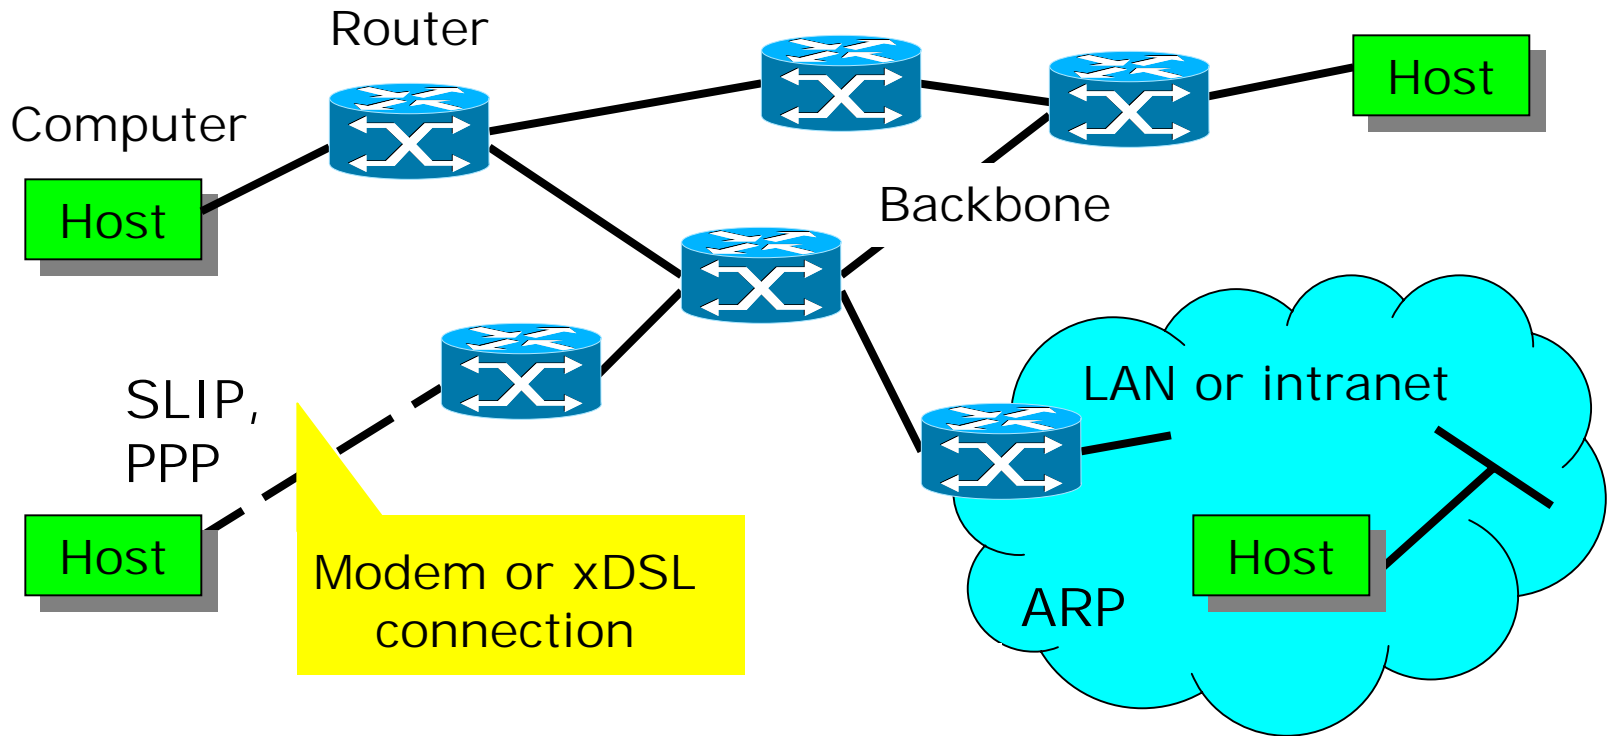 Router
Host
Computer
Host
Backbone
LAN or intranet
SLIP,
PPP
Host
Modem or xDSL
connection
Host
ARP